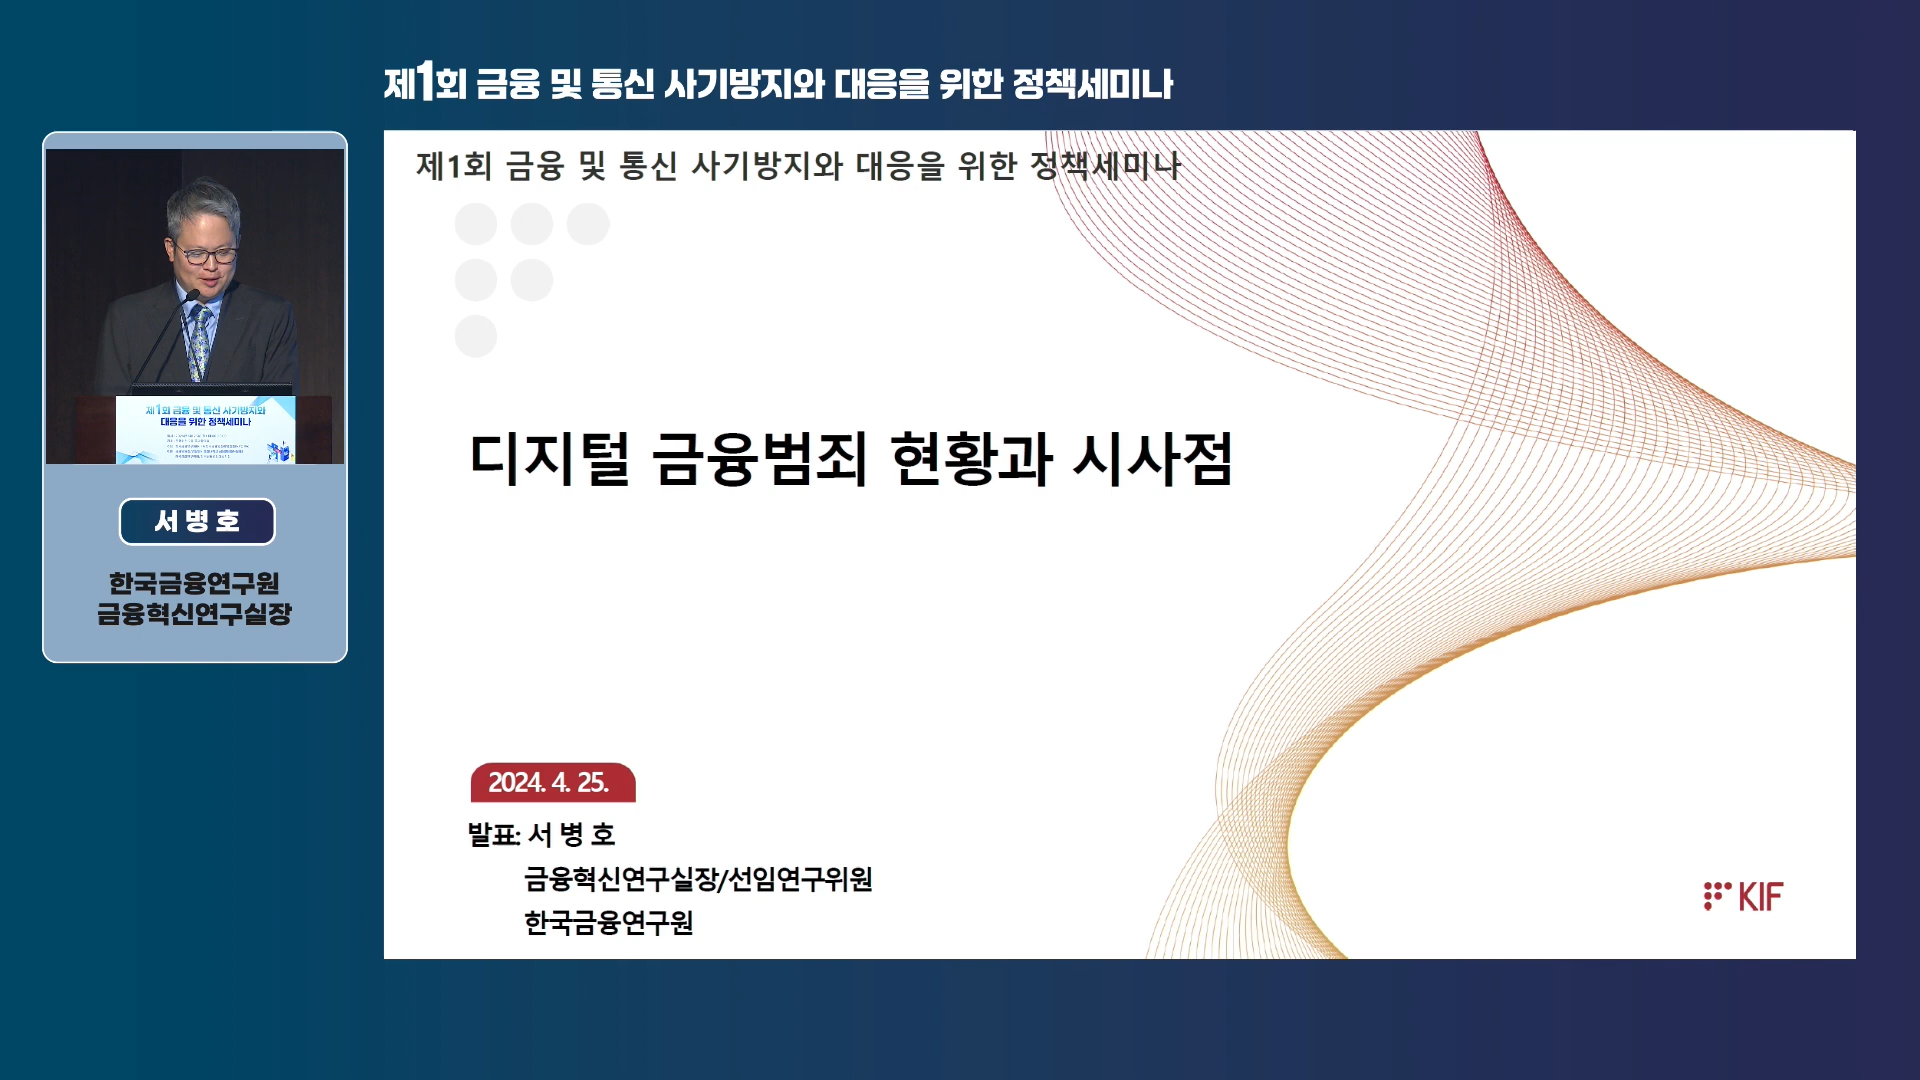 제1회 금융 및 통신 사기방지와 대응을 위한 정책세미나
제1회 금융 및 통신 사기방지와
대응을 위한 정책세미나
서병호
한국금융연구원
금융혁신연구실장
제1회 금융 및 통신 사기방지와 대응을 위한 정책세미나
디지털 금융범죄 현황과 시사점
2024. 4. 25.
발표: 서 병 호
금융혁신연구실장/선임연구위원
한국금융연구원
KIF